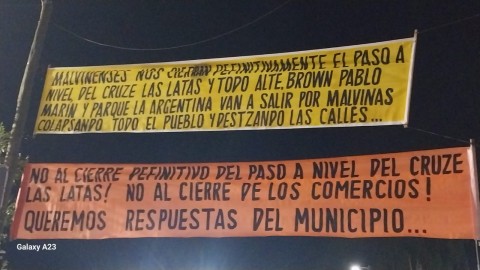 MALVINENSES NOS CIERAN DEFINITIVAMENTE EL PASO A
NIVEL DEL CRUZE LAS LATAS Y TODO ALTE, BROWN PABLO
MARIN Y PARQUE LA ARGENTINA VAN A SALIR POR MALVINAS
COLAPSANDO TODO EL PUEBLO Y DESTZANDO LAS CALLES...
NO AL CIERRE DEFINITIVO DEL PASO A NIVEL DEL CRUZE
LAS LATAS! NO AL CIERRE DE LOS COMERCIOS!
QUEREMOS RESPUESTAS DEL MUNICIPIO...
Galaxy A23